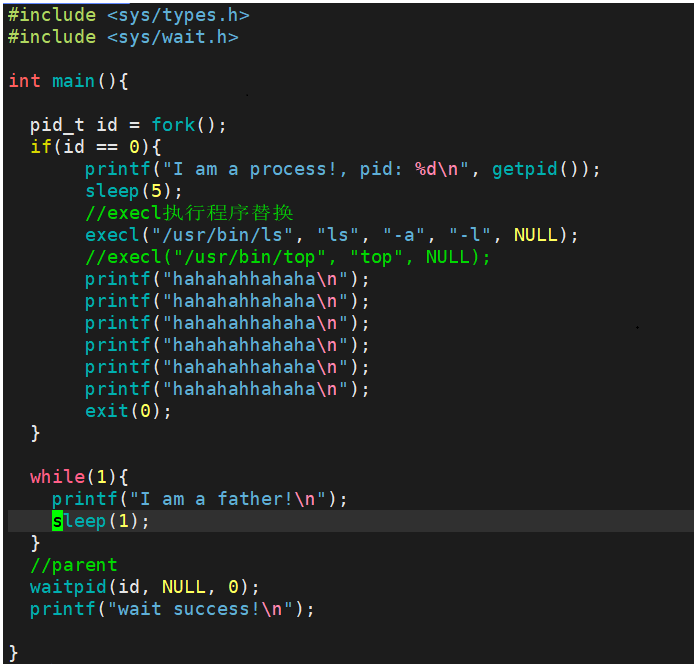 #include <sys/types.h>
#include <sys/wait.h>
int main(){
pid_t id = fork();
if(id == 0){
printf("I am a process!, pid: %d\n", getpid());
sleep(5);
//execl执行程序替换
execl("/usr/bin/ls", "ls", "-a", "-l", NULL);
//execl("/usr/bin/top", "top", NULL);
printf("hahahahhahaha\n");
printf("hahahahhahaha\n");
printf("hahahahhahaha\n");
printf("hahahahhahaha\n");
printf("hahahahhahaha\n");
printf("hahahahhahaha\n");
exit(0);
}
while(1){
printf("I am a father!\n");
sleep(1);
}
//parent
waitpid(id, NULL, 0);
printf("wait success!\n");
}